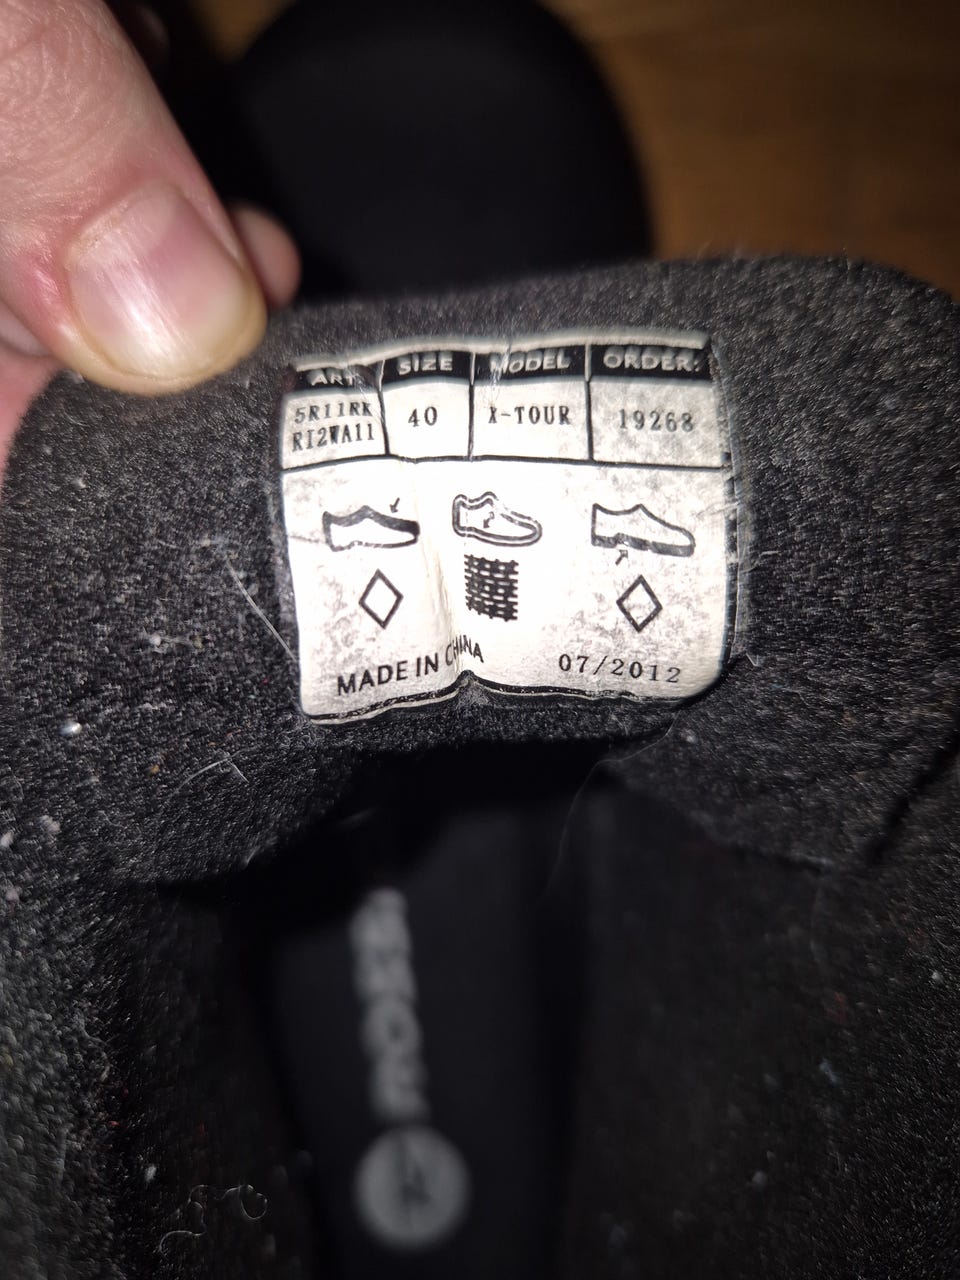 ART SIZE MODEL ORDER:
5R11RK 40 X-TOUR 19268
RI2WA11
MADE IN CHINA 07/2012